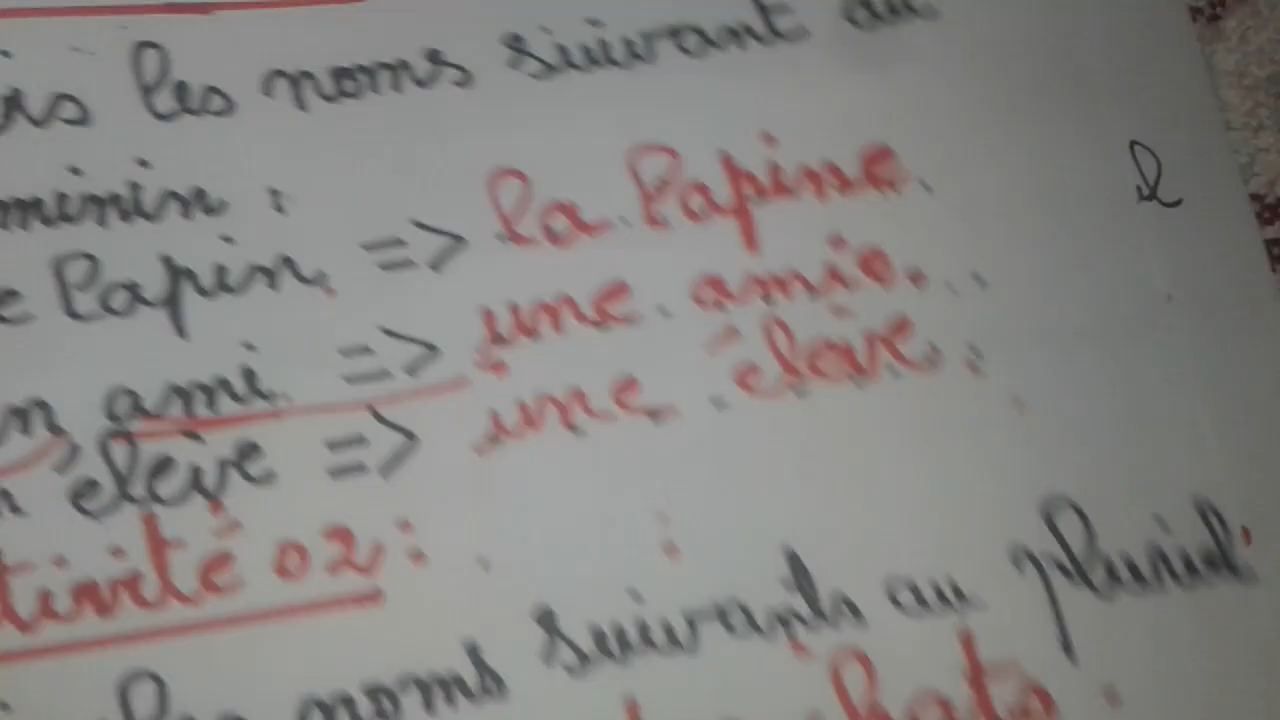 les noms suivant au
minin :
lapin => la lapine.
ami => une amie.
élève => une élève.
tivité 02 :
noms suivants au pluriel